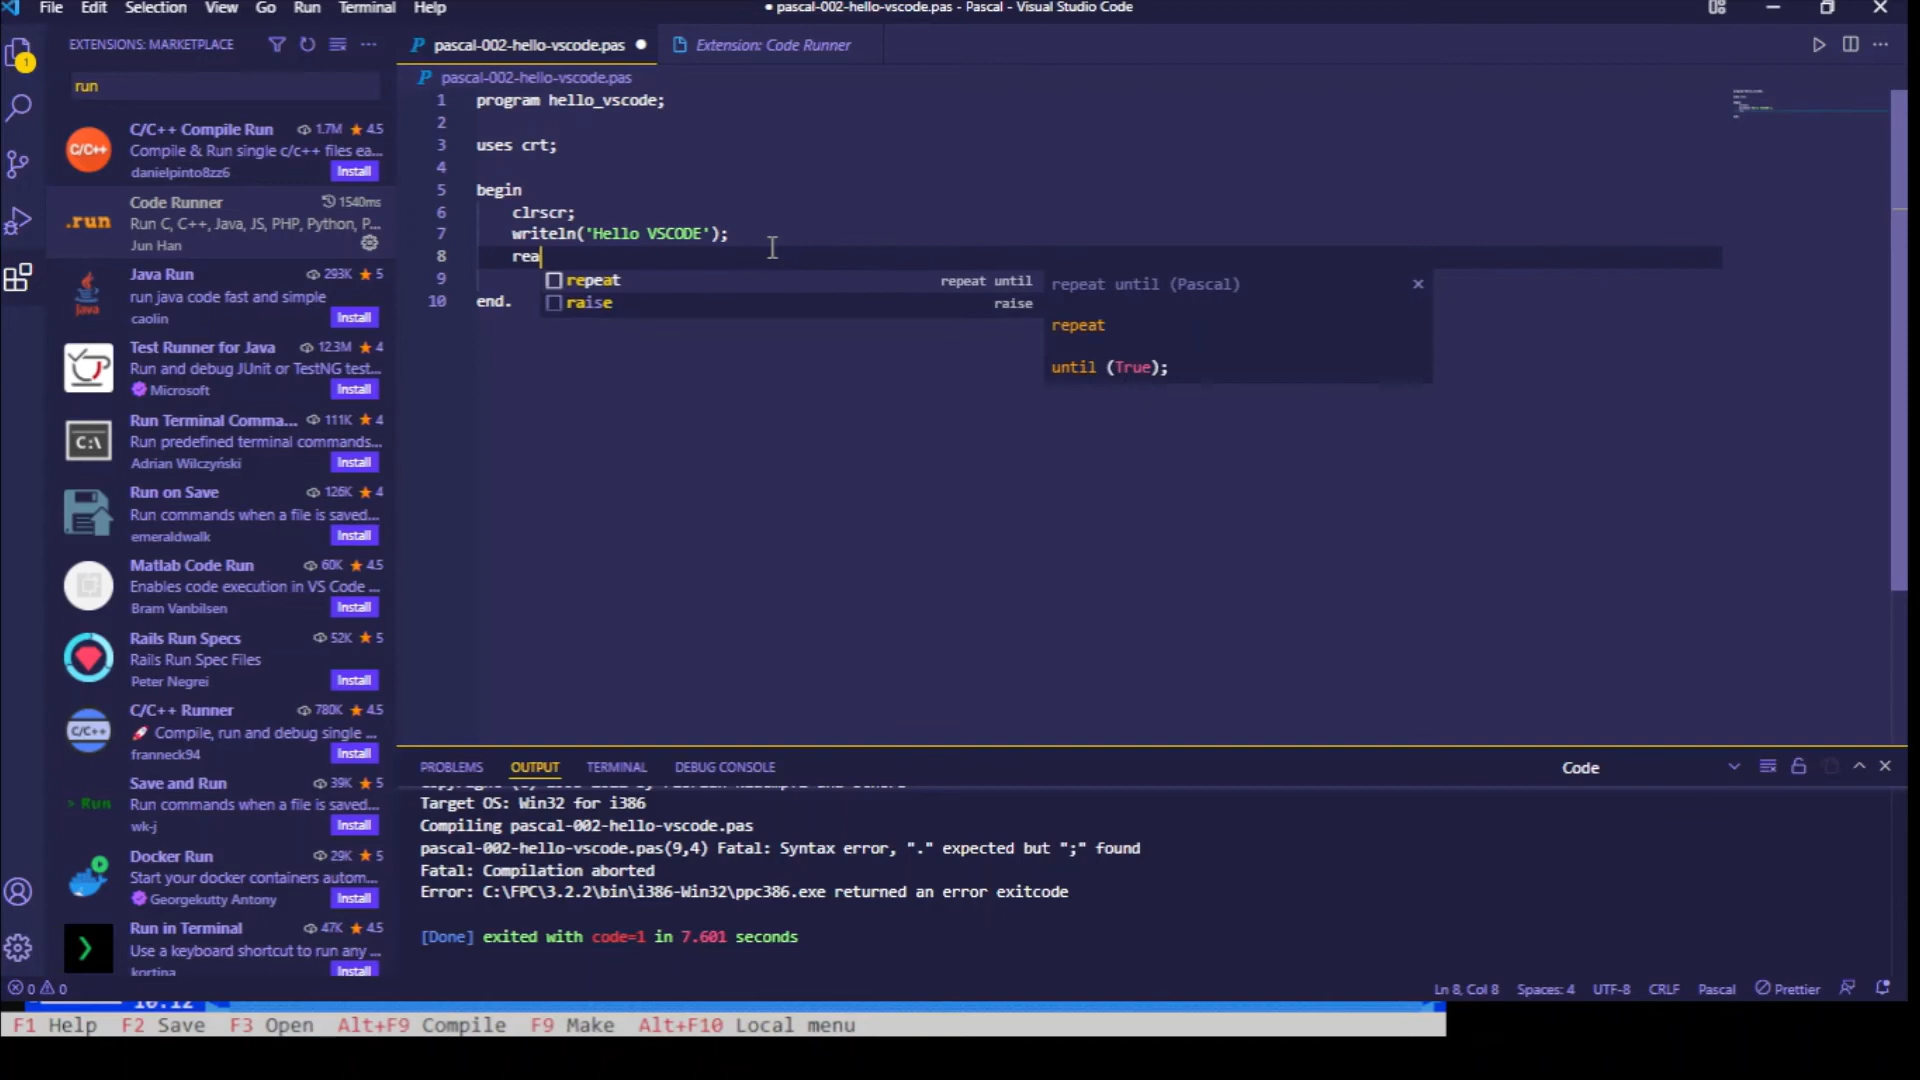 File Edit Selection View Go Run Terminal Help
● pascal-002-hello-vscode.pas - Pascal - Visual Studio Code
EXTENSIONS: MARKETPLACE
1
run
C/C++ Compile Run 1.7M 4.5
C/C++
Compile & Run single c/c++ files ea...
danielpinto8zz6 Install
Code Runner 1540ms
.run
Run C, C++, Java, JS, PHP, Python, P...
Jun Han
Java Run 293K 5
Java
run java code fast and simple
caolin Install
Test Runner for Java 12.3M 4
Run and debug JUnit or TestNG test...
Microsoft Install
Run Terminal Comma... 111K 4
C:\
Run predefined terminal commands...
Adrian Wilczyński Install
Run on Save 126K 4
Run commands when a file is saved...
emeraldwalk Install
Matlab Code Run 60K 4.5
Enables code execution in VS Code ...
Bram Vanbilsen Install
Rails Run Specs 52K 5
Rails Run Spec Files
Peter Negrei Install
C/C++ Runner 780K 4.5
C/C++
Compile, run and debug single ...
franneck94 Install
Save and Run 39K 5
> Run
Run commands when a file is saved...
wk-j Install
Docker Run 29K 5
Start your docker containers autom...
Georgekutty Antony Install
Run in Terminal 47K 4.5
Use a keyboard shortcut to run any ...
kortina Install
P pascal-002-hello-vscode.pas ●
Extension: Code Runner
P pascal-002-hello-vscode.pas
1 program hello_vscode;
2
3 uses crt;
4
5 begin
6 clrscr;
7 writeln('Hello VSCODE');
8 rea
9
10 end.
repeat repeat until
raise raise
repeat until (Pascal)
repeat
until (True);
PROBLEMS OUTPUT TERMINAL DEBUG CONSOLE
Code
Target OS: Win32 for i386
Compiling pascal-002-hello-vscode.pas
pascal-002-hello-vscode.pas(9,4) Fatal: Syntax error, "." expected but ";" found
Fatal: Compilation aborted
Error: C:\FPC\3.2.2\bin\i386-Win32\ppc386.exe returned an error exitcode
[Done] exited with code=1 in 7.601 seconds
0 0
Ln 8, Col 8 Spaces: 4 UTF-8 CRLF Pascal Prettier
10:12
F1 Help F2 Save F3 Open Alt+F9 Compile F9 Make Alt+F10 Local menu